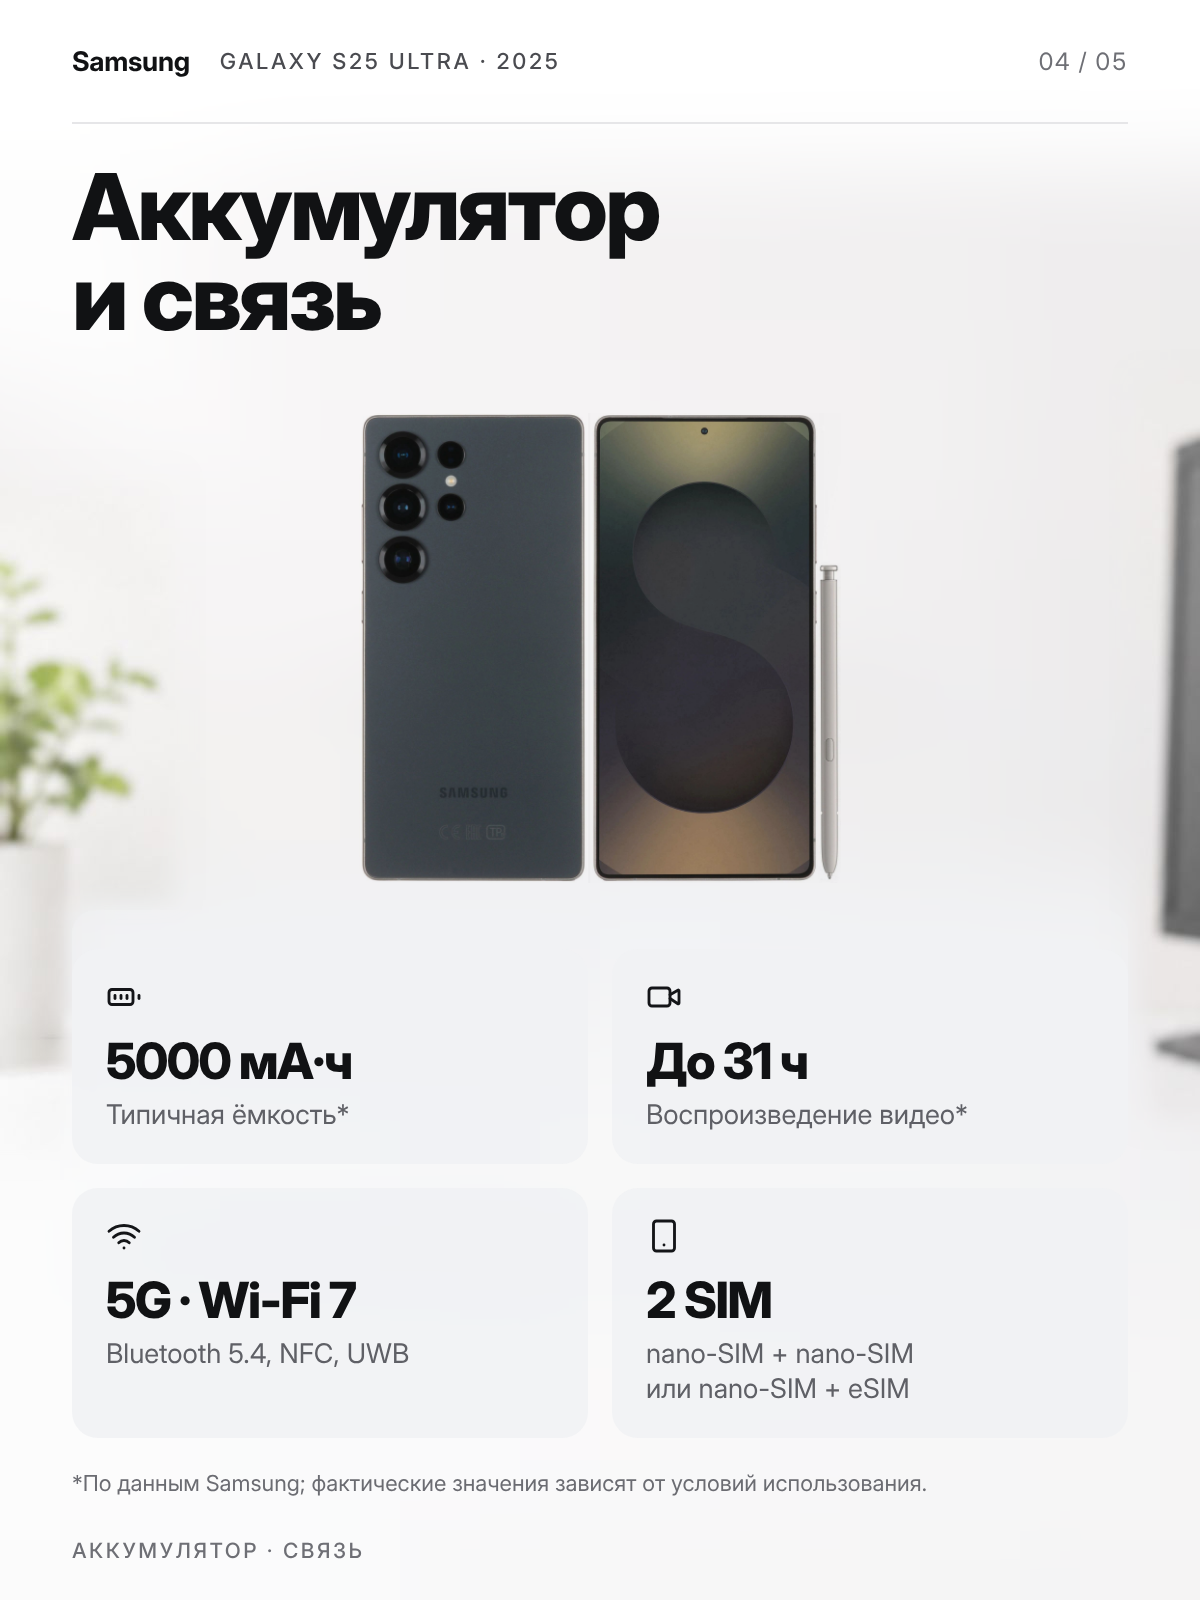 Samsung GALAXY S25 ULTRA · 2025 04 / 05
Аккумулятор
и связь
SAMSUNG
5000 мА·ч
Типичная ёмкость*
До 31 ч
Воспроизведение видео*
5G · Wi-Fi 7
Bluetooth 5.4, NFC, UWB
2 SIM
nano-SIM + nano-SIM
или nano-SIM + eSIM
*По данным Samsung; фактические значения зависят от условий использования.
АККУМУЛЯТОР · СВЯЗЬ